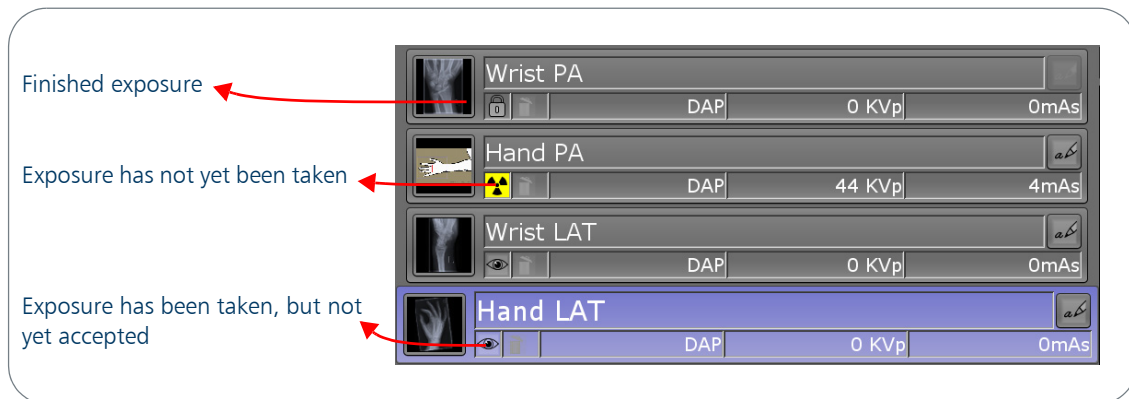 Finished exposure
Wrist PA
DAP 0 KVp 0mAs
Exposure has not yet been taken
Hand PA
DAP 44 KVp 4mAs
Wrist LAT
DAP 0 KVp 0mAs
Exposure has been taken, but not
yet accepted
Hand LAT
DAP 0 KVp 0mAs